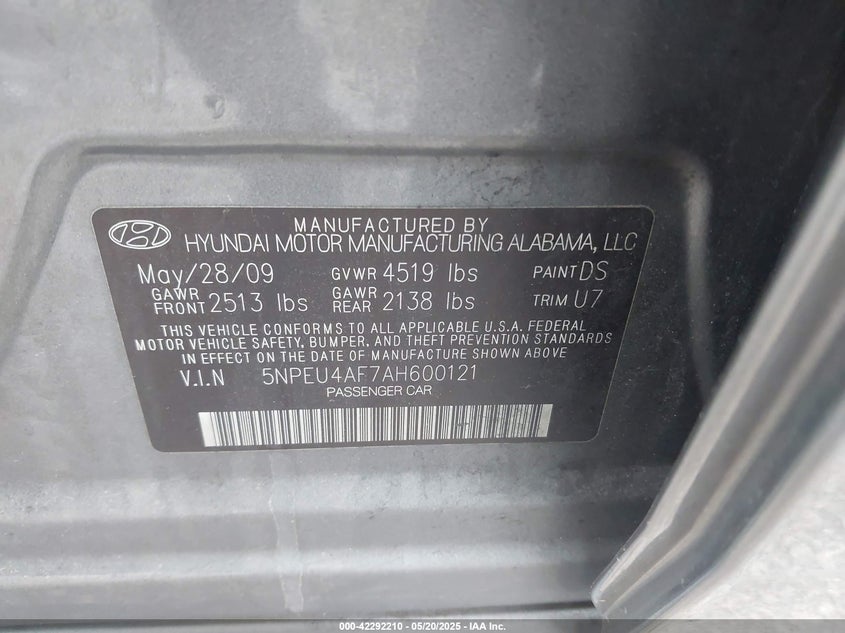 MANUFACTURED BY
HYUNDAI MOTOR MANUFACTURING ALABAMA, LLC
May/28/09 GVWR 4519 lbs PAINT DS
GAWR FRONT 2513 lbs GAWR REAR 2138 lbs TRIM U7
THIS VEHICLE CONFORMS TO ALL APPLICABLE U.S.A. FEDERAL
MOTOR VEHICLE SAFETY, BUMPER, AND THEFT PREVENTION STANDARDS
IN EFFECT ON THE DATE OF MANUFACTURE SHOWN ABOVE.
V.I.N 5NPEU4AF7AH600121
PASSENGER CAR
000-42292210 - 05/20/2025 - IAA Inc.